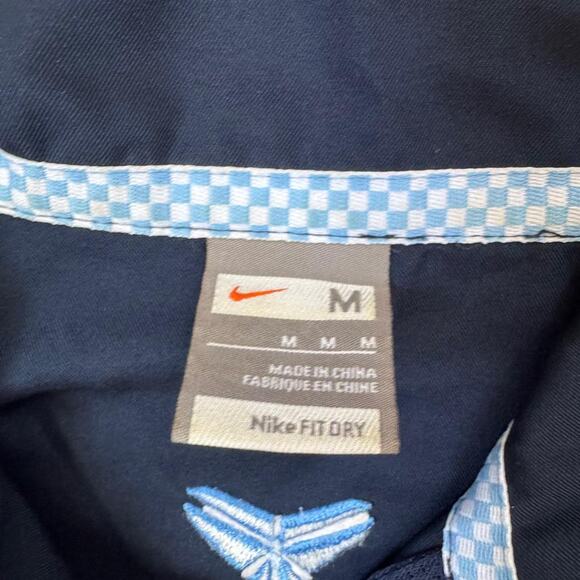 M
M M M
MADE IN CHINA
FABRIQUE EN CHINE
Nike FIT DRY